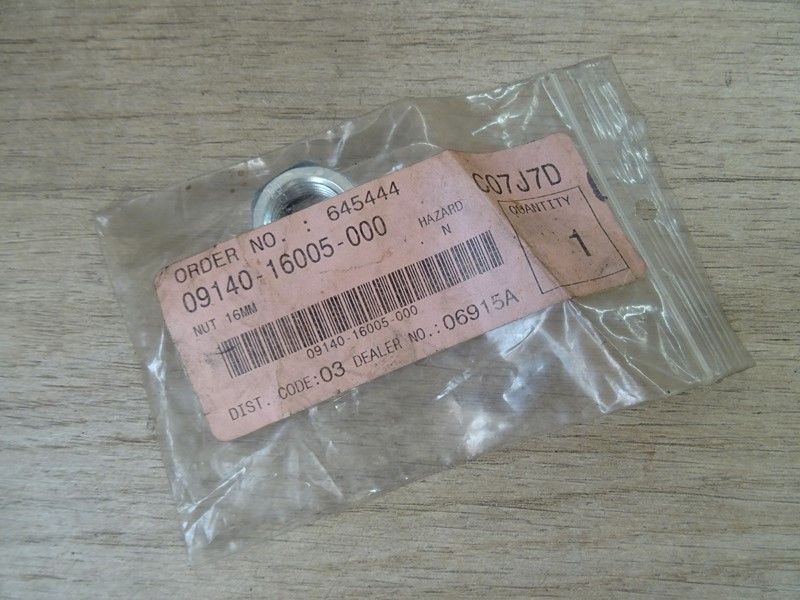 ORDER NO. : 645444
C07J7D
09140-16005-000
HAZARD
N
QUANTITY
1
NUT 16MM
09140-16005-000
DIST. CODE:03 DEALER NO.:06915A